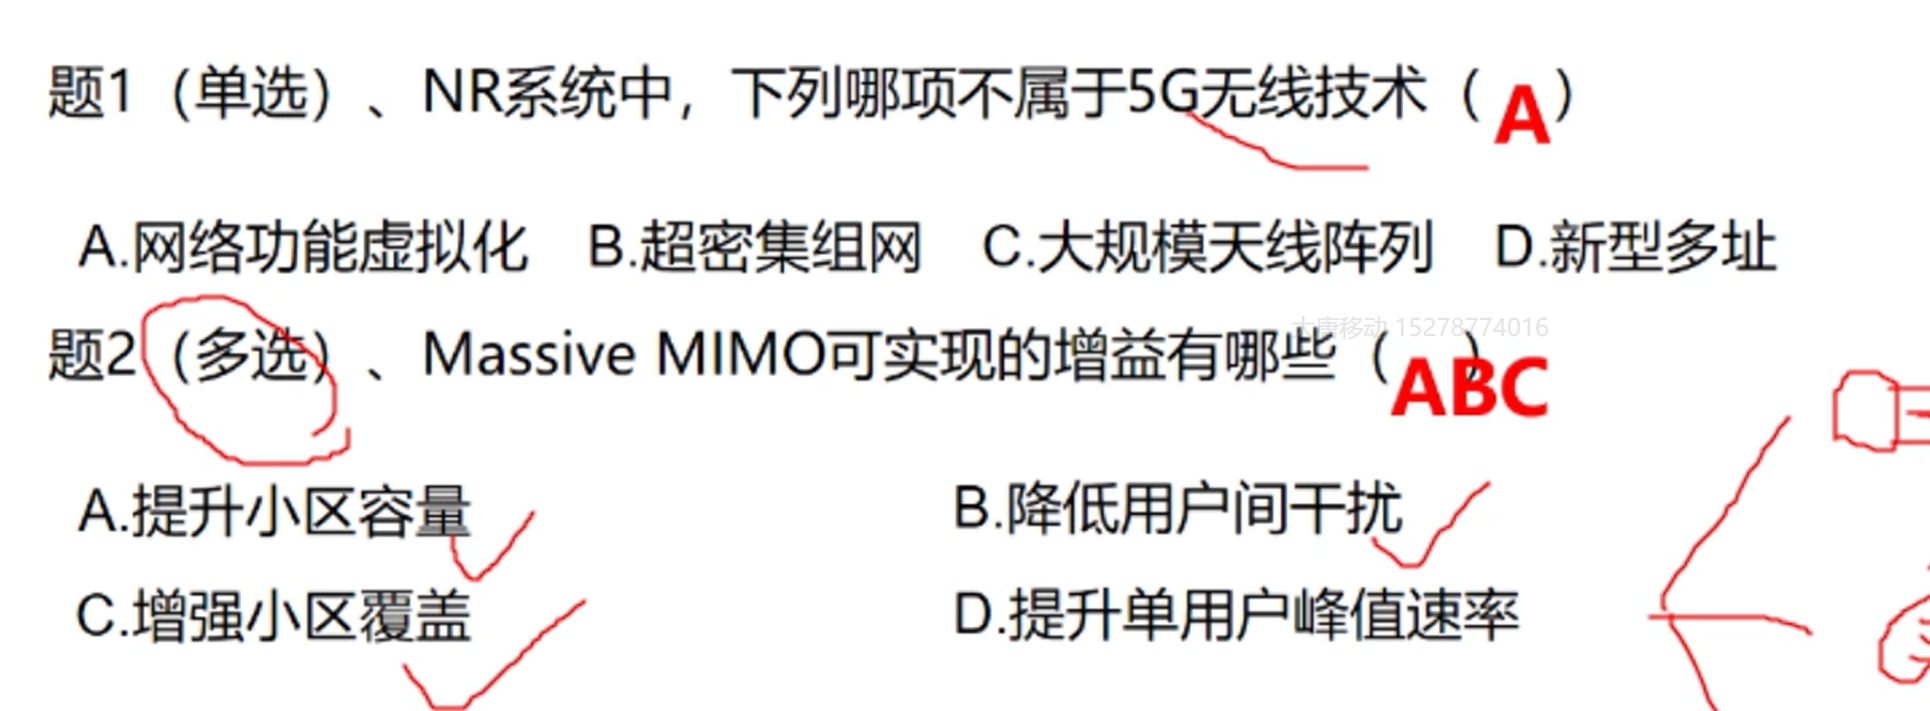 题1（单选）、NR系统中，下列哪项不属于5G无线技术（A）
A.网络功能虚拟化 B.超密集组网 C.大规模天线阵列 D.新型多址
大唐移动 15278774016
题2（多选）、Massive MIMO可实现的增益有哪些（ABC）
A.提升小区容量 B.降低用户间干扰
C.增强小区覆盖 D.提升单用户峰值速率